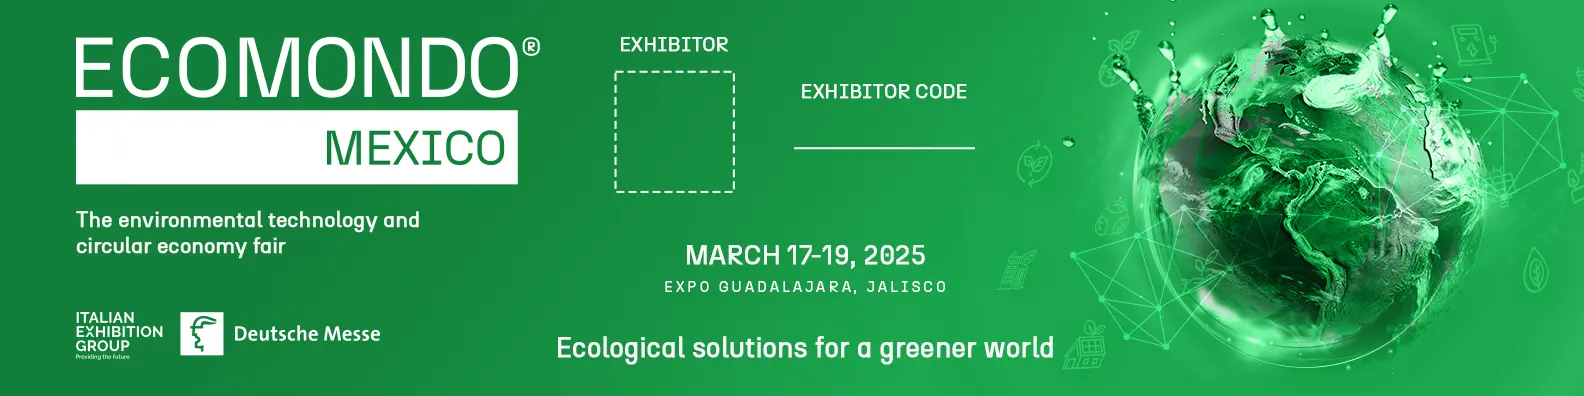 ECOMONDO®
MEXICO
The environmental technology and
circular economy fair
ITALIAN
EXHIBITION
GROUP
Providing the future
Deutsche Messe
EXHIBITOR
EXHIBITOR CODE
MARCH 17-19, 2025
EXPO GUADALAJARA, JALISCO
Ecological solutions for a greener world